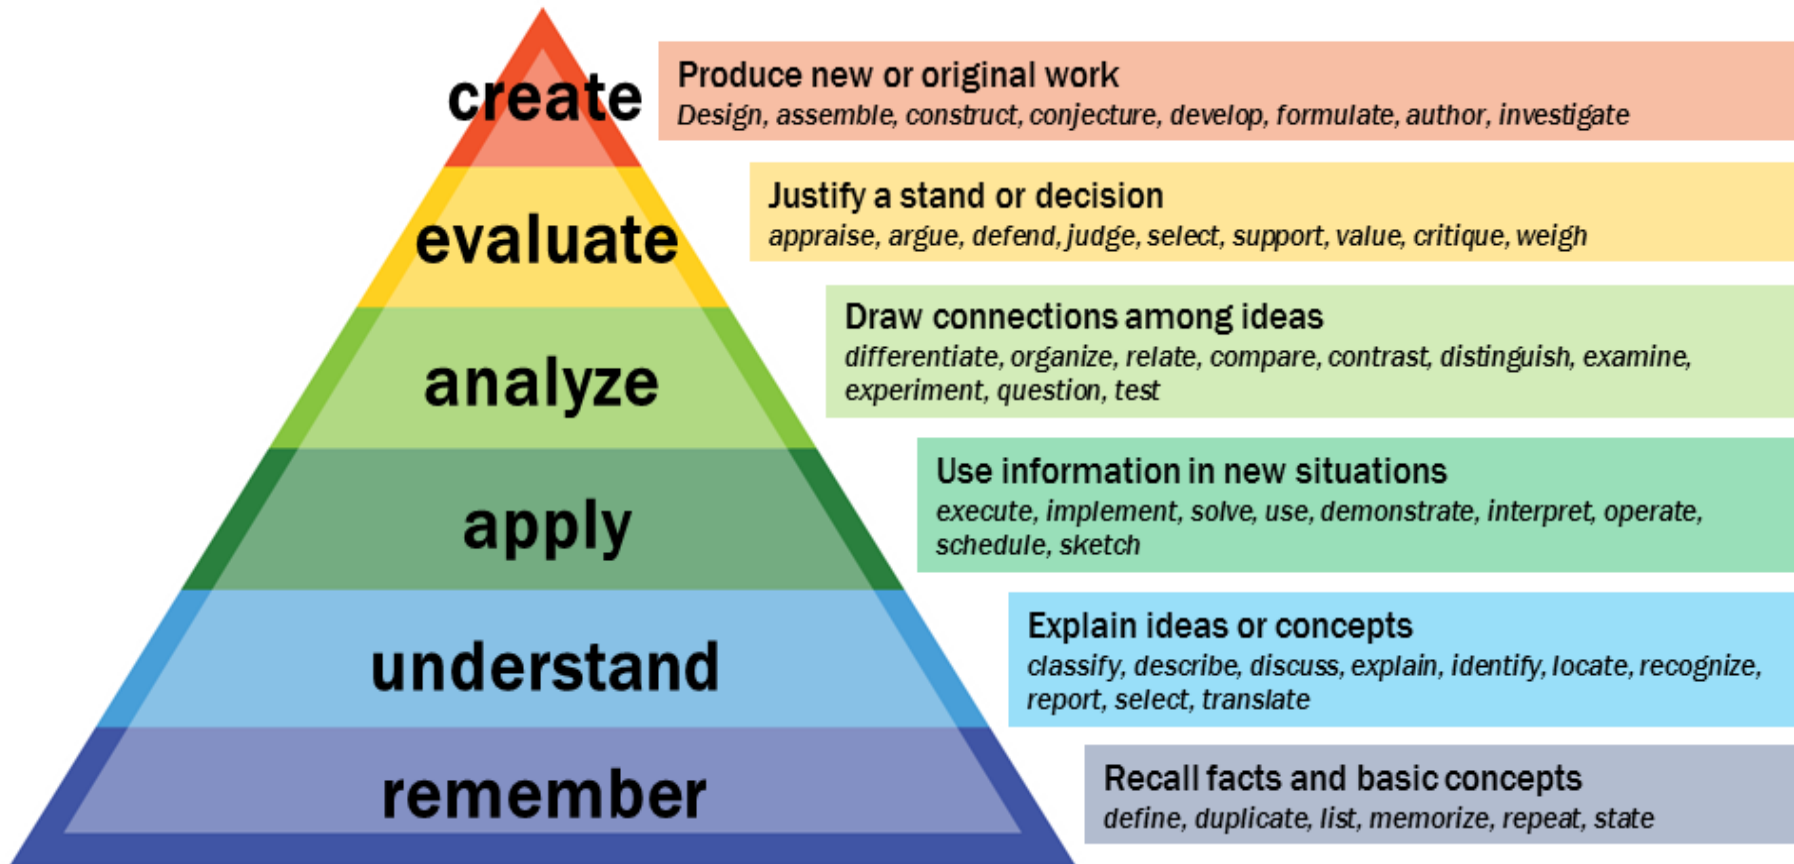 create
Produce new or original work
Design, assemble, construct, conjecture, develop, formulate, author, investigate
evaluate
Justify a stand or decision
appraise, argue, defend, judge, select, support, value, critique, weigh
analyze
Draw connections among ideas
differentiate, organize, relate, compare, contrast, distinguish, examine,
experiment, question, test
apply
Use information in new situations
execute, implement, solve, use, demonstrate, interpret, operate,
schedule, sketch
understand
Explain ideas or concepts
classify, describe, discuss, explain, identify, locate, recognize,
report, select, translate
remember
Recall facts and basic concepts
define, duplicate, list, memorize, repeat, state